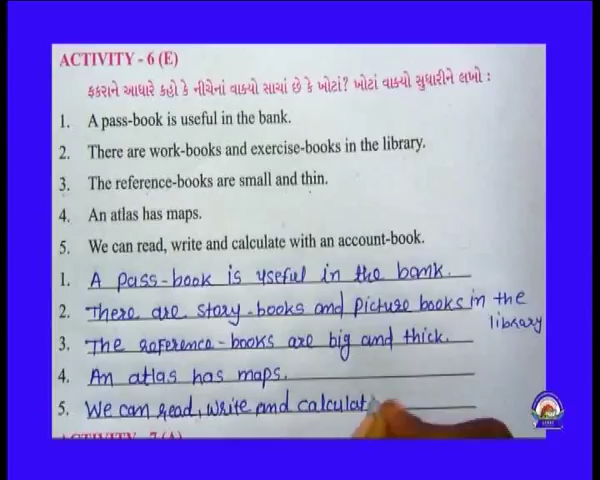 ACTIVITY - 6 (E)
ફકરાને આધારે કહો કે નીચેનાં વાક્યો સાચાં છે કે ખોટાં? ખોટાં વાક્યો સુધારીને લખો :
1. A pass-book is useful in the bank.
2. There are work-books and exercise-books in the library.
3. The reference-books are small and thin.
4. An atlas has maps.
5. We can read, write and calculate with an account-book.
1. A pass-book is useful in the bank.
2. There are story-books and picture books in the
library
3. The reference-books are big and thick.
4. An atlas has maps.
5. We can read, write and calculat
ACTIVITY - 7 (A)